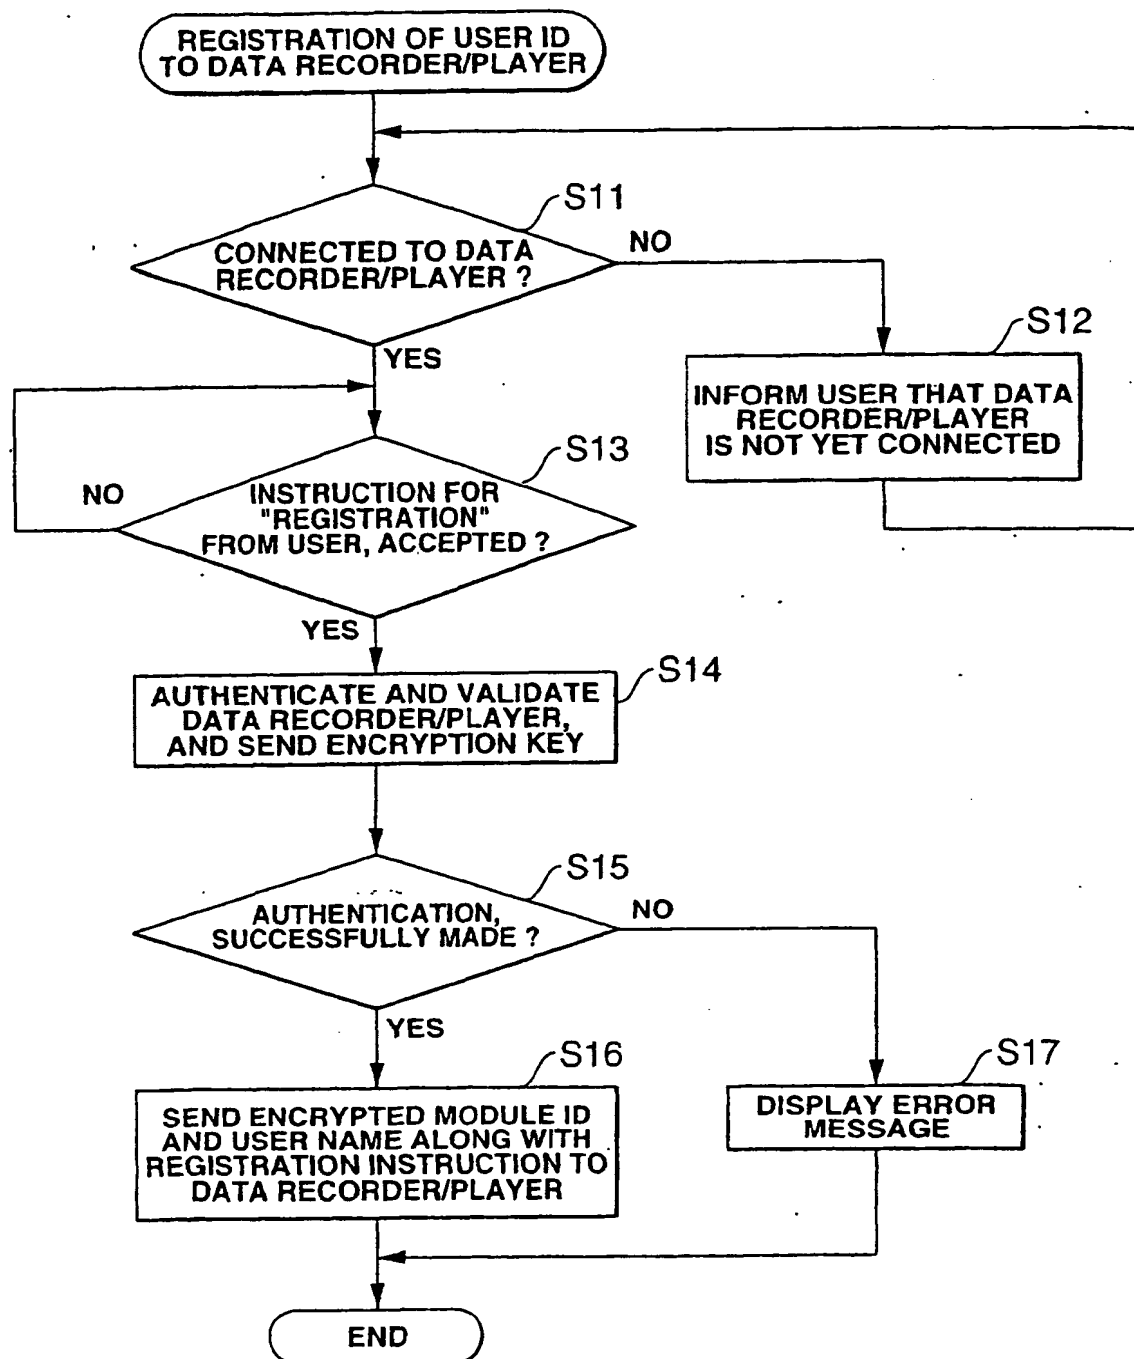 REGISTRATION OF USER ID
TO DATA RECORDER/PLAYER
S11
CONNECTED TO DATA
RECORDER/PLAYER ?
NO
YES
S12
INFORM USER THAT DATA
RECORDER/PLAYER
IS NOT YET CONNECTED
S13
INSTRUCTION FOR
"REGISTRATION"
FROM USER, ACCEPTED ?
NO
YES
S14
AUTHENTICATE AND VALIDATE
DATA RECORDER/PLAYER,
AND SEND ENCRYPTION KEY
S15
AUTHENTICATION,
SUCCESSFULLY MADE ?
NO
YES
S16
SEND ENCRYPTED MODULE ID
AND USER NAME ALONG WITH
REGISTRATION INSTRUCTION TO
DATA RECORDER/PLAYER
S17
DISPLAY ERROR
MESSAGE
END